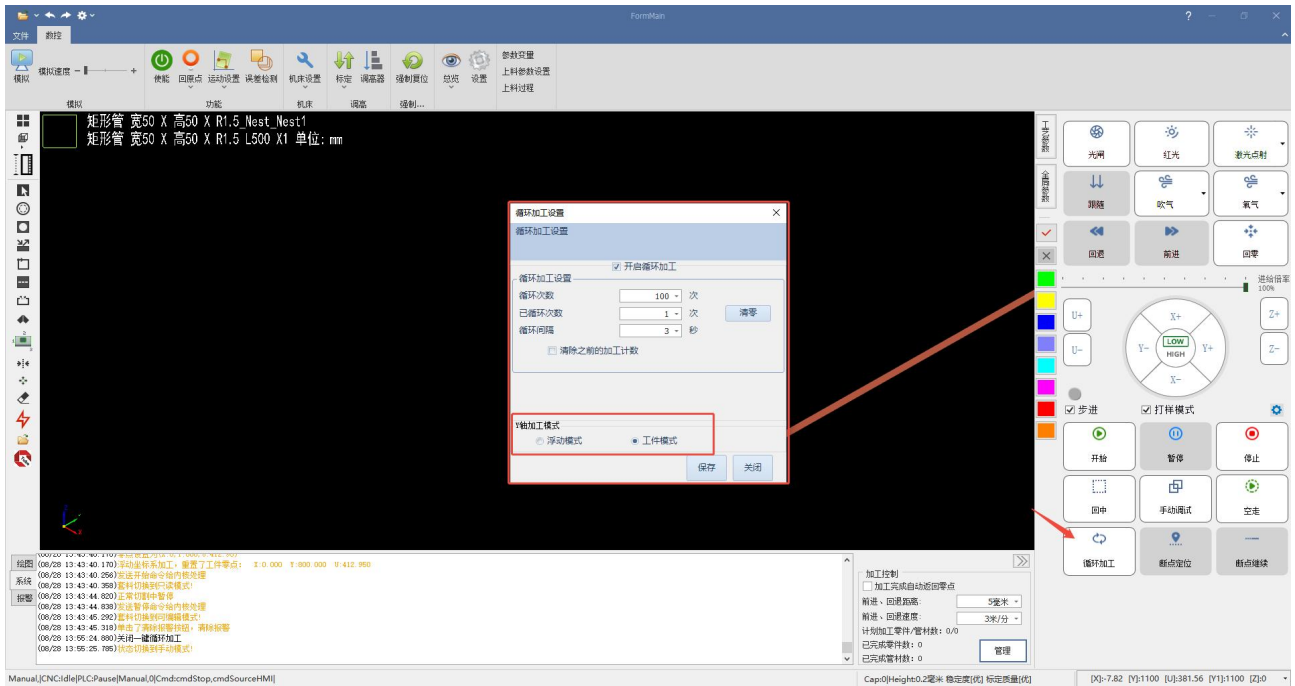 FormMain
?
文件 数控
模拟
模拟速度 - +
使能 回原点 运动设置 误差检测 机床设置 标定 调高器 强制复位 总览 设置
参数变量
上料参数设置
上料过程
模拟 功能 机床 调高 强制...
矩形管 宽50 X 高50 X R1.5_Nest_Nest1
矩形管 宽50 X 高50 X R1.5 L500 X1 单位: mm
工艺参数
全局参数
循环加工设置
循环加工设置
开启循环加工
循环加工设置
循环次数 100 次
已循环次数 1 次 清零
循环间隔 3 秒
清除之前的加工计数
Y轴加工模式
浮动模式 工件模式
保存 关闭
光闸 红光 激光点射
跟随 吹气 氧气
回退 前进 回零
进给倍率
100%
U+ X+ Z+
Y- LOW Y+
HIGH
U- X- Z-
步进 打样模式
开始 暂停 停止
回中 手动调试 空走
循环加工 断点定位 断点继续
绘图
系统
报警
(08/28 13:43:40.170)浮动坐标系加工, 重置了工件零点: X:0.000 Y:800.000 U:412.950
(08/28 13:43:40.256)发送开始命令给内核处理
(08/28 13:43:40.358)套料切换到只读模式!
(08/28 13:43:44.820)正常切割中暂停
(08/28 13:43:44.838)发送暂停命令给内核处理
(08/28 13:43:45.292)套料切换到可编辑模式!
(08/28 13:43:45.318)单击了清除报警按钮, 清除报警
(08/28 13:55:24.880)关闭一键循环加工
(08/28 13:55:25.785)状态切换到手动模式!
加工控制
加工完成自动返回零点
前进、回退距离: 5毫米
前进、回退速度: 3米/分
计划加工零件/管材数: 0/0
已完成零件数: 0
已完成管材数: 0
管理
Manual,|CNC:Idle|PLC:Pause|Manual,0|Cmd:cmdStop,cmdSourceHMI|
Cap:0|Height:0.2毫米 稳定度[优] 标定质量[优]
[X]:-7.82 [Y]:1100 [U]:381.56 [Y1]:1100 [Z]:0